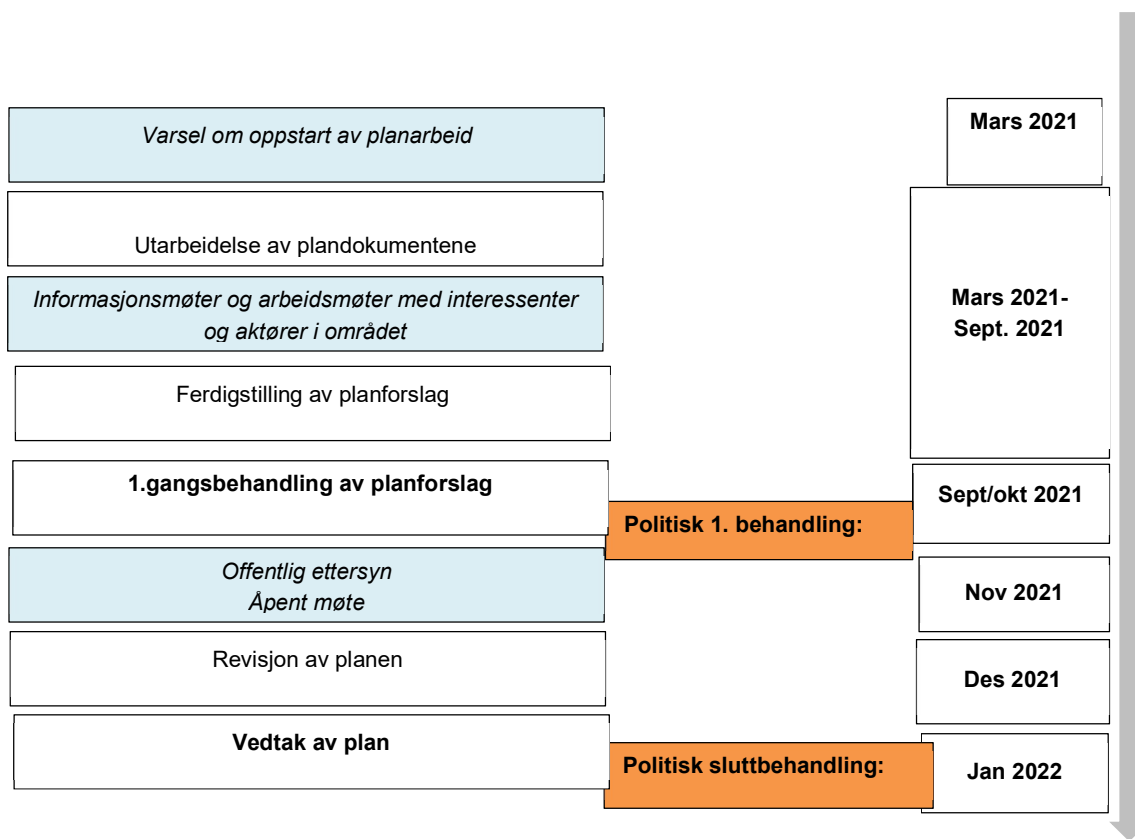 Varsel om oppstart av planarbeid
Mars 2021
Utarbeidelse av plandokumentene
Informasjonsmøter og arbeidsmøter med interessenter
og aktører i området
Mars 2021-
Sept. 2021
Ferdigstilling av planforslag
1.gangsbehandling av planforslag
Politisk 1. behandling:
Sept/okt 2021
Offentlig ettersyn
Åpent møte
Nov 2021
Revisjon av planen
Des 2021
Vedtak av plan
Politisk sluttbehandling:
Jan 2022